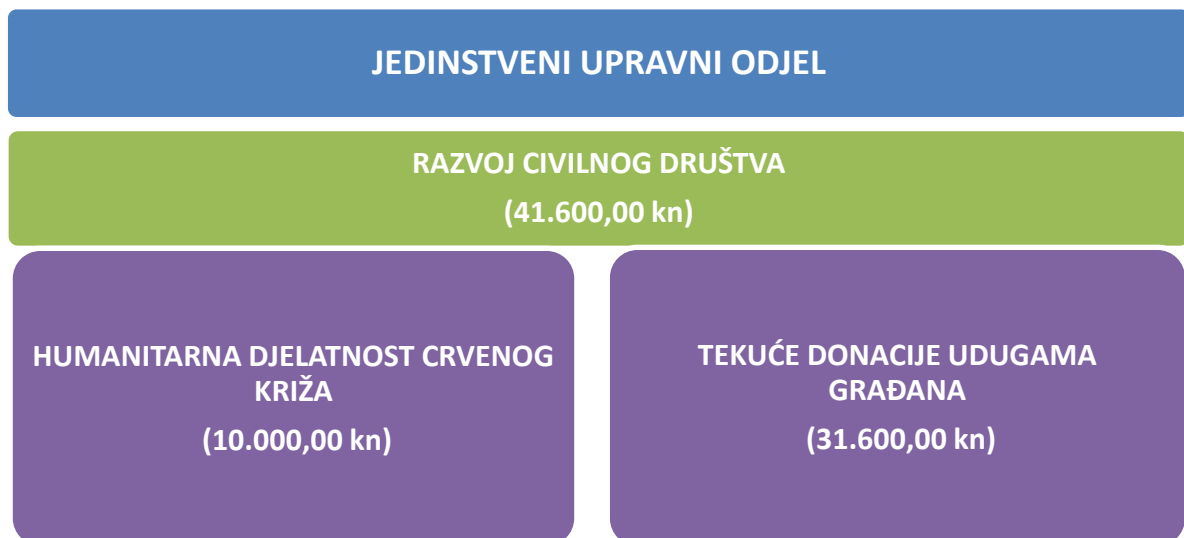 JEDINSTVENI UPRAVNI ODJEL
RAZVOJ CIVILNOG DRUŠTVA
(41.600,00 kn)
HUMANITARNA DJELATNOST CRVENOG
KRIŽA
(10.000,00 kn)
TEKUĆE DONACIJE UDUGAMA
GRAĐANA
(31.600,00 kn)